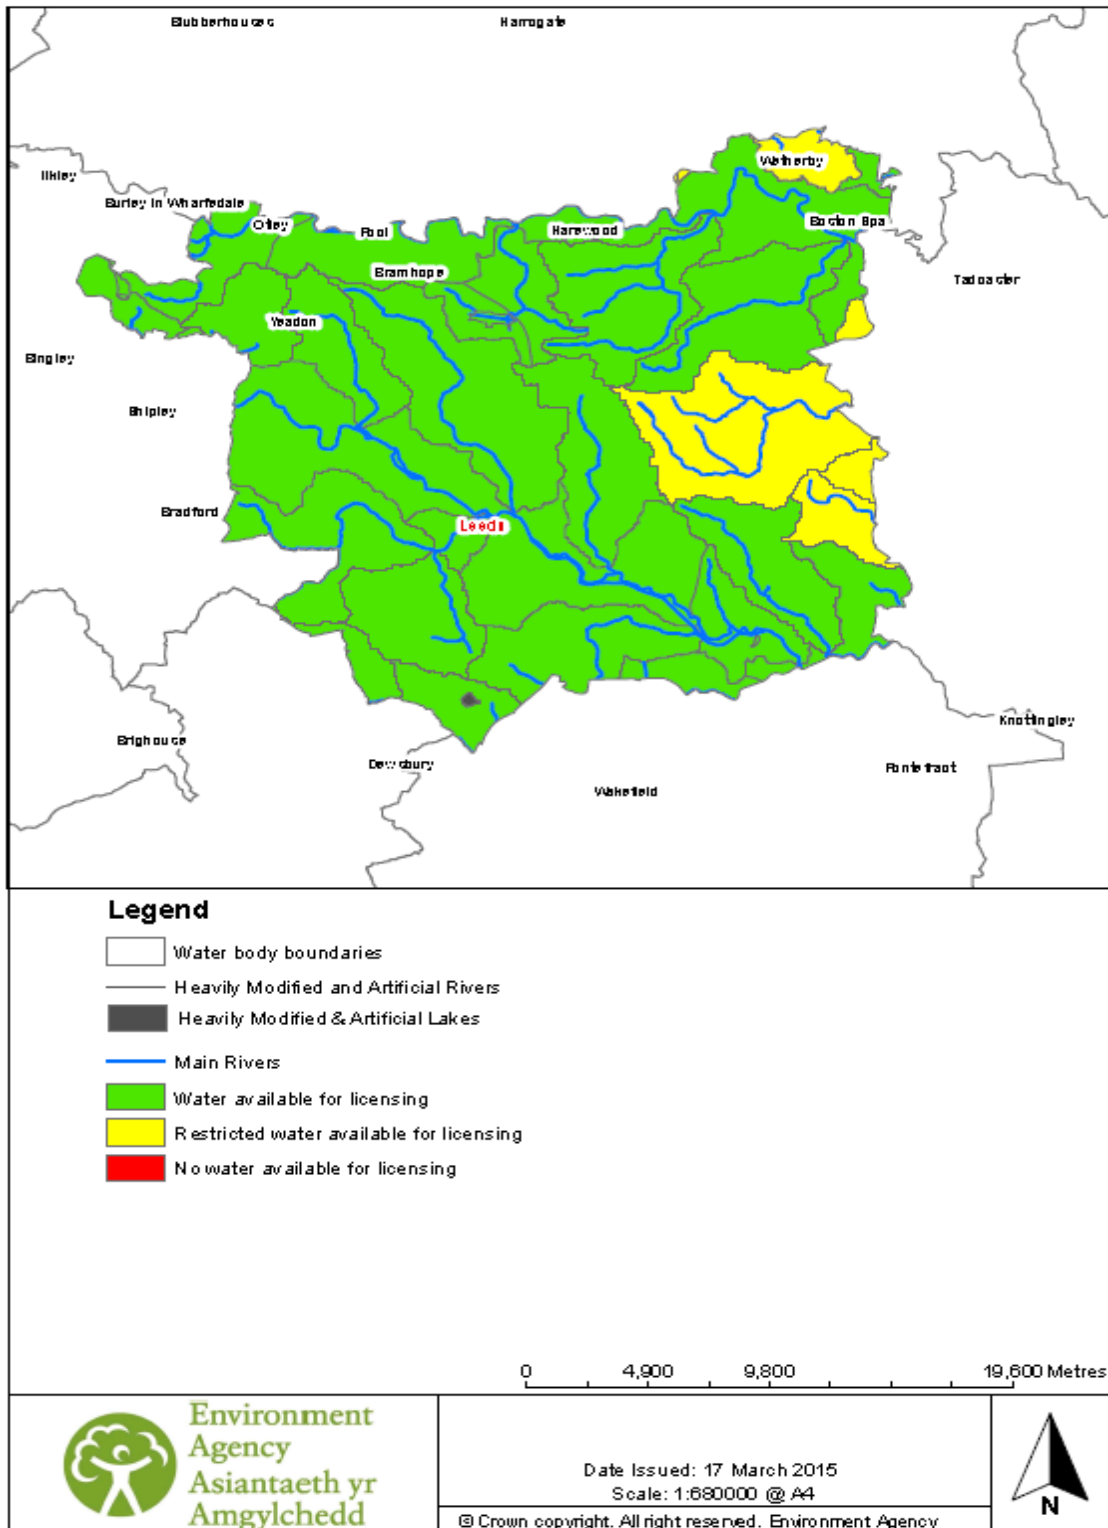 Blubberhouses
Harrogate
Wetherby
Ilkley
Burley in Wharfedale
Otley
Pool
Harewood
Boston Spa
Bramhope
Tadcaster
Yeadon
Bingley
Shipley
Bradford
Leeds
Knottingley
Brighouse
Dewsbury
Pontefract
Wakefield
Legend
Water body boundaries
Heavily Modified and Artificial Rivers
Heavily Modified & Artificial Lakes
Main Rivers
Water available for licensing
Restricted water available for licensing
No water available for licensing
0 4,900 9,800 19,600 Metres
Environment
Agency
Asiantaeth yr
Amgylchedd
Date Issued: 17 March 2015
Scale: 1:680000 @ A4
N
© Crown copyright. All right reserved. Environment Agency